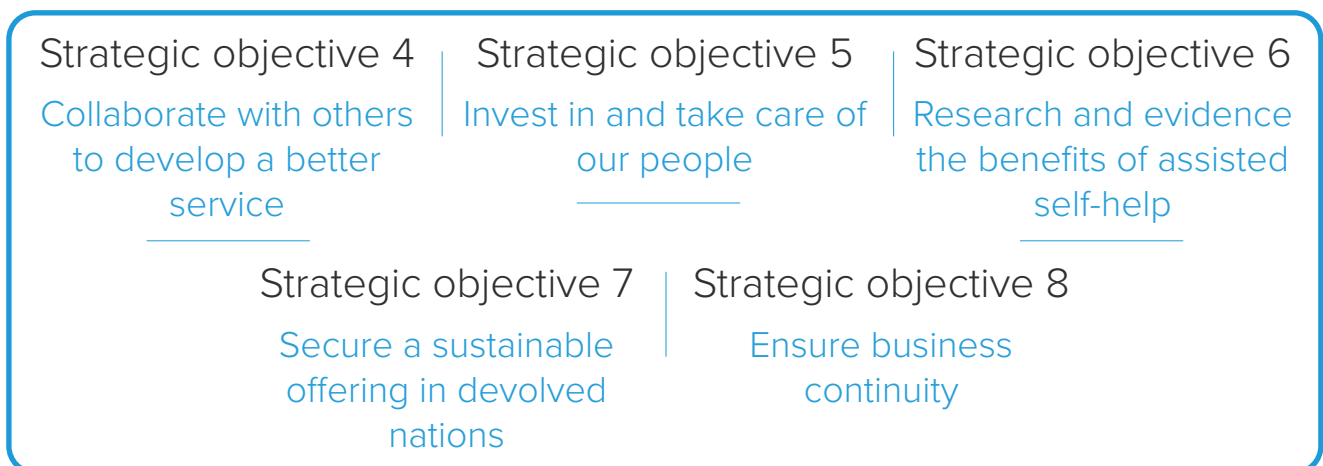 Strategic objective 4
Collaborate with others
to develop a better
service
Strategic objective 5
Invest in and take care of
our people
Strategic objective 6
Research and evidence
the benefits of assisted
self-help
Strategic objective 7
Secure a sustainable
offering in devolved
nations
Strategic objective 8
Ensure business
continuity